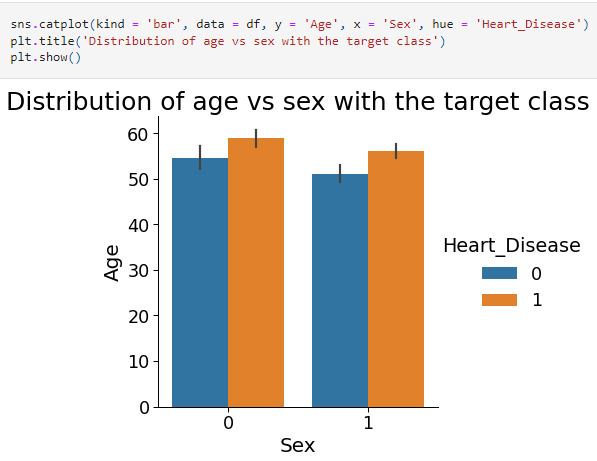 sns.catplot(kind = 'bar', data = df, y = 'Age', x = 'Sex', hue = 'Heart_Disease')
plt.title('Distribution of age vs sex with the target class')
plt.show()
Distribution of age vs sex with the target class
60
50
40
30
20
10
0
Age
0
1
Sex
Heart_Disease
0
1